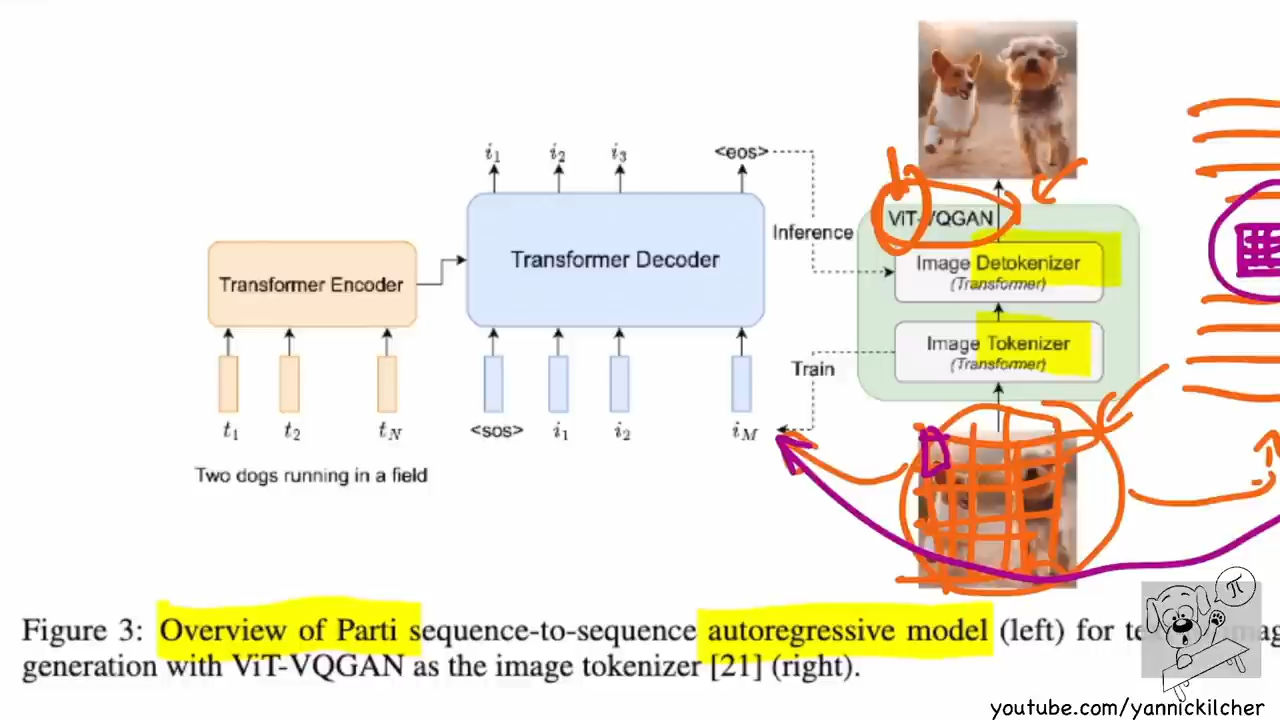 i1 i2 i3 <eos>
ViT-VQGAN
Inference
Image Detokenizer
(Transformer)
Transformer Encoder
Transformer Decoder
Image Tokenizer
(Transformer)
Train
t1 t2 tN <sos> i1 i2 iM
Two dogs running in a field
π
Figure 3: Overview of Parti sequence-to-sequence autoregressive model (left) for
generation with ViT-VQGAN as the image tokenizer [21] (right).
youtube.com/yannickilcher